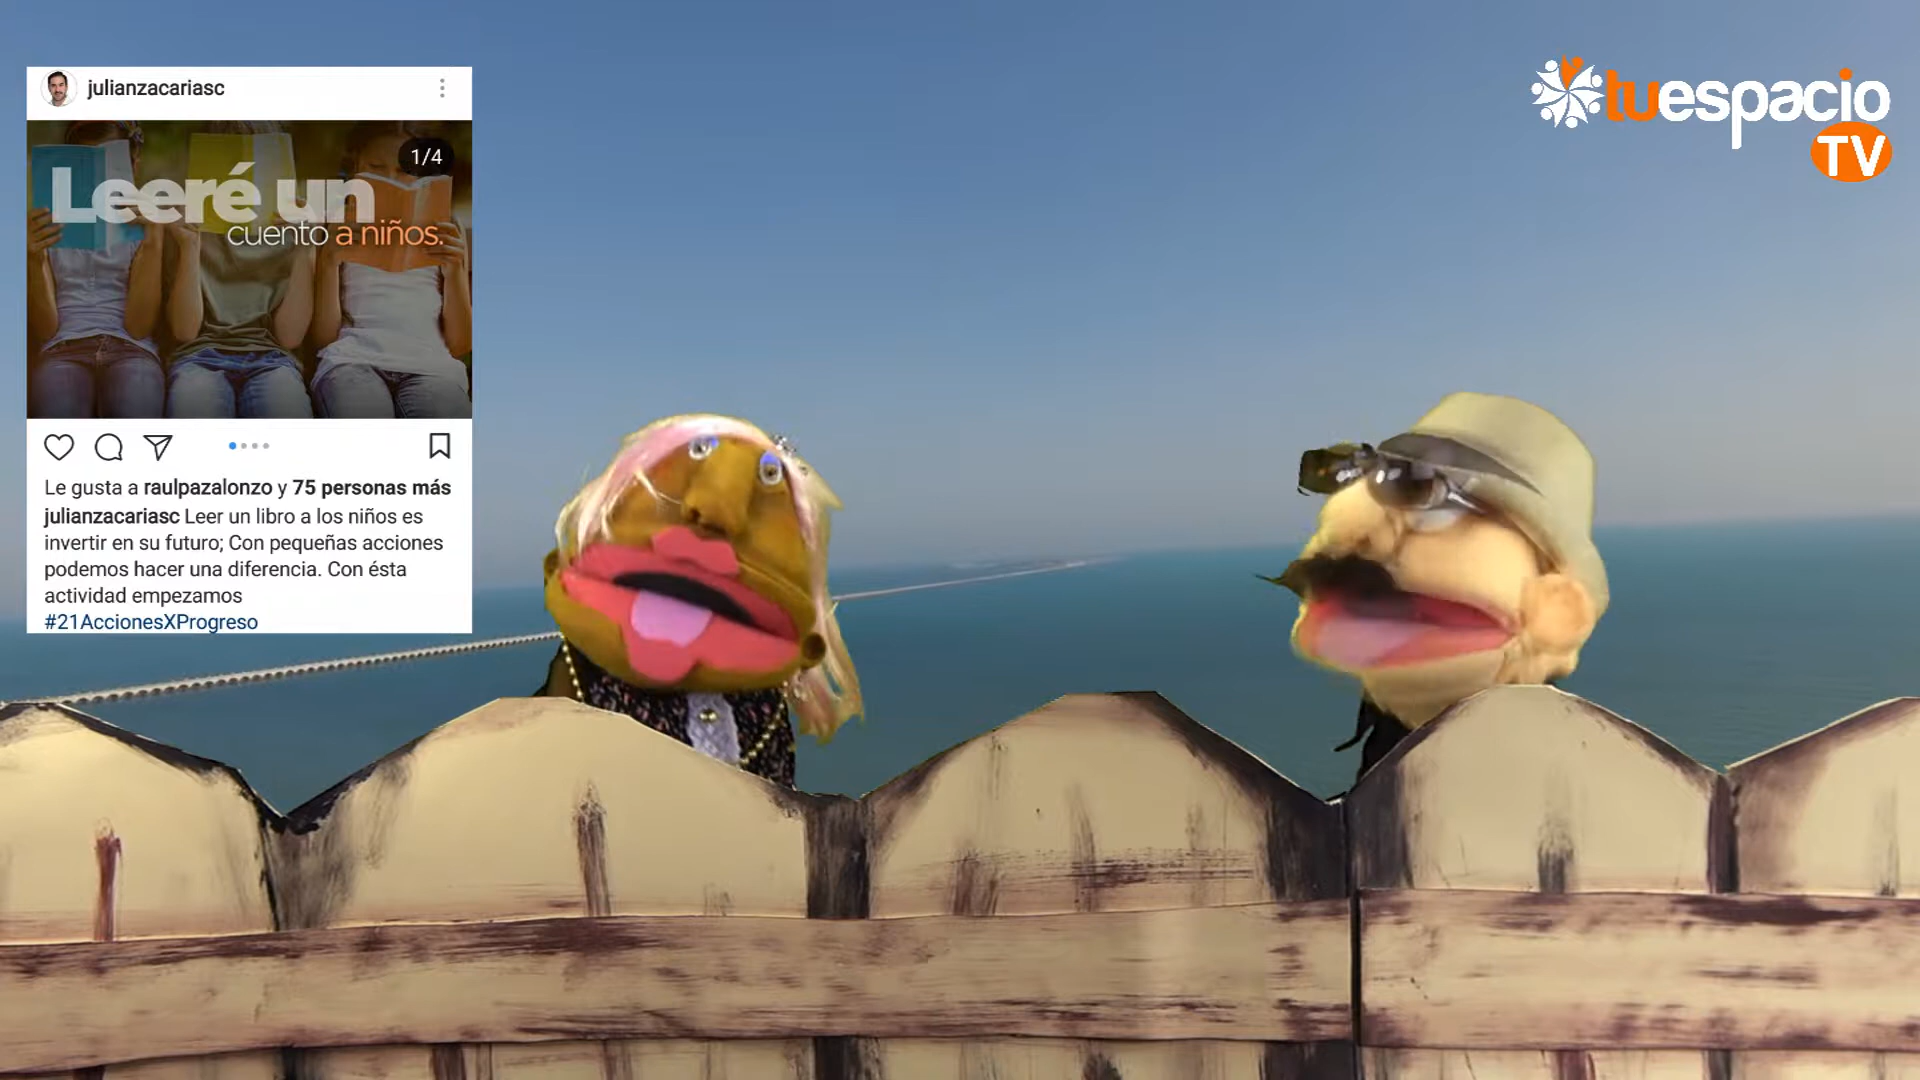 julianzacariasc
1/4
Leeré un
cuento a niños.
Le gusta a raulpazalonzo y 75 personas más
julianzacariasc Leer un libro a los niños es
invertir en su futuro; Con pequeñas acciones
podemos hacer una diferencia. Con ésta
actividad empezamos
#21AccionesXProgreso
tuespacio
TV